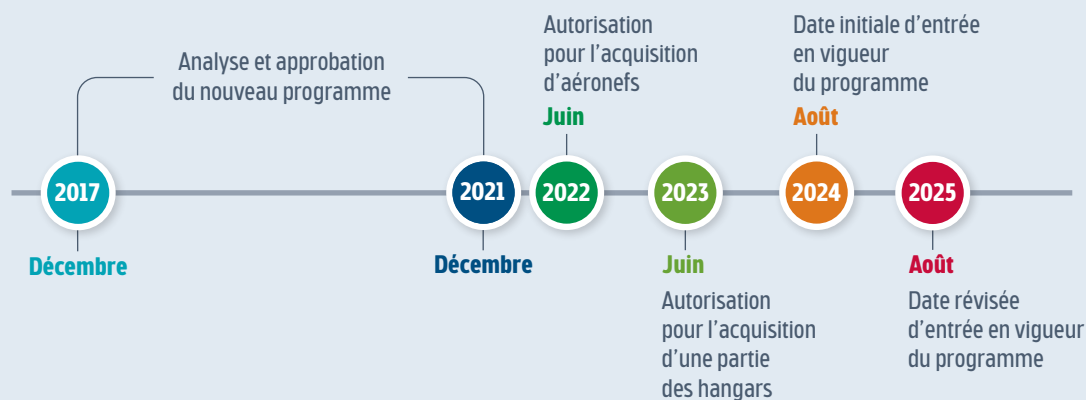 Analyse et approbation
du nouveau programme
2017
Décembre
2021
Décembre
Autorisation
pour l'acquisition
d'aéronefs
Juin
2022
2023
Juin
Autorisation
pour l'acquisition
d'une partie
des hangars
Date initiale d'entrée
en vigueur
du programme
Août
2024
2025
Août
Date révisée
d'entrée en vigueur
du programme